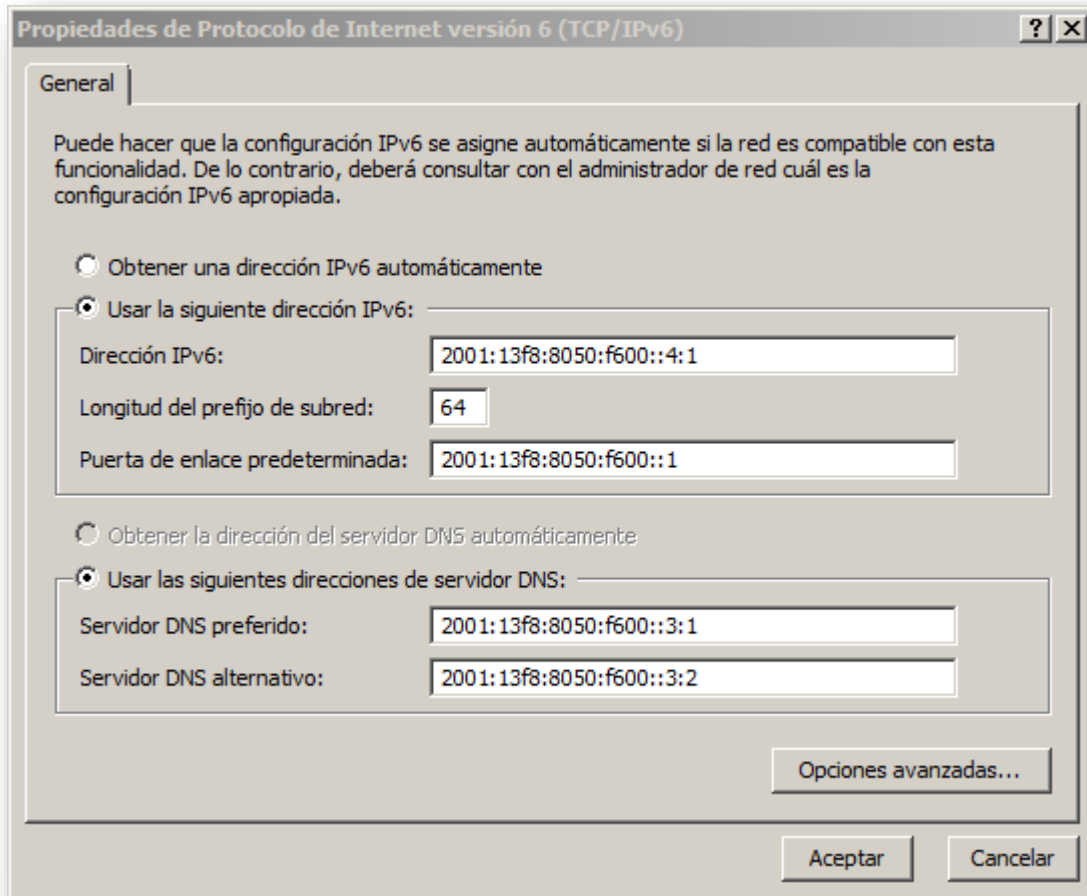 Propiedades de Protocolo de Internet versión 6 (TCP/IPv6)
General
Puede hacer que la configuración IPv6 se asigne automáticamente si la red es compatible con esta
funcionalidad. De lo contrario, deberá consultar con el administrador de red cuál es la
configuración IPv6 apropiada.
Obtener una dirección IPv6 automáticamente
Usar la siguiente dirección IPv6:
Dirección IPv6: 2001:13f8:8050:f600::4:1
Longitud del prefijo de subred: 64
Puerta de enlace predeterminada: 2001:13f8:8050:f600::1
Obtener la dirección del servidor DNS automáticamente
Usar las siguientes direcciones de servidor DNS:
Servidor DNS preferido: 2001:13f8:8050:f600::3:1
Servidor DNS alternativo: 2001:13f8:8050:f600::3:2
Opciones avanzadas...
Aceptar Cancelar